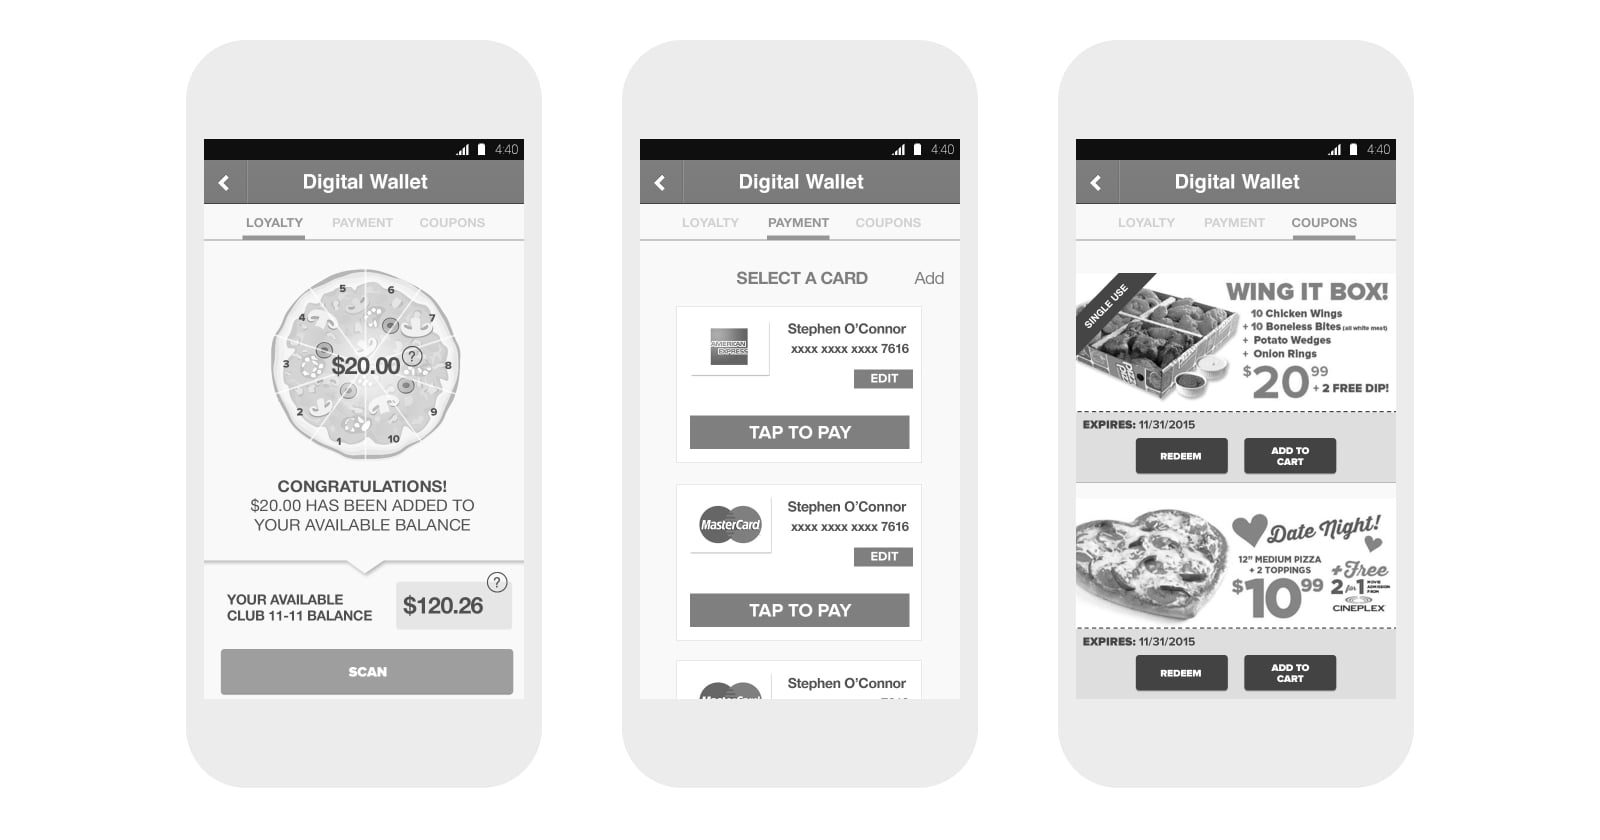 4:40
Digital Wallet
LOYALTY PAYMENT COUPONS
5 6
4 7
3 $20.00 ? 8
2 9
1 10
CONGRATULATIONS!
$20.00 HAS BEEN ADDED TO
YOUR AVAILABLE BALANCE
?
YOUR AVAILABLE
CLUB 11-11 BALANCE
$120.26
SCAN
4:40
Digital Wallet
LOYALTY PAYMENT COUPONS
SELECT A CARD Add
AMERICAN
EXPRESS
Stephen O'Connor
xxxx xxxx xxxx 7616
EDIT
TAP TO PAY
MasterCard
Stephen O'Connor
xxxx xxxx xxxx 7616
EDIT
TAP TO PAY
MasterCard
Stephen O'Connor
4:40
Digital Wallet
LOYALTY PAYMENT COUPONS
SINGLE USE
WING IT BOX!
10 Chicken Wings
+ 10 Boneless Bites (all white meat)
+ Potato Wedges
+ Onion Rings
$20.99
+ 2 FREE DIP!
EXPIRES: 11/31/2015
REDEEM
ADD TO
CART
Date Night!
12" MEDIUM PIZZA
+ 2 TOPPINGS
$10.99
+Free
2 for 1
MOVIE
ADMISSION
FROM
CINEPLEX
EXPIRES: 11/31/2015
REDEEM
ADD TO
CART